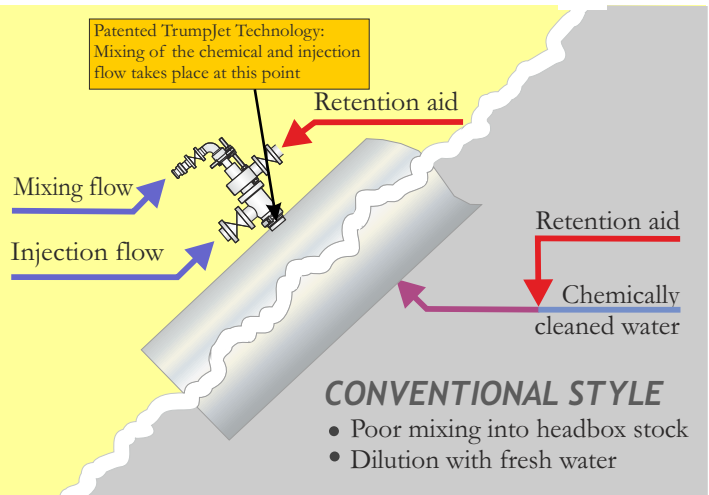 Patented TrumpJet Technology:
Mixing of the chemical and injection
flow takes place at this point
Retention aid
Mixing flow
Injection flow
Retention aid
Chemically
cleaned water
CONVENTIONAL STYLE
• Poor mixing into headbox stock
• Dilution with fresh water